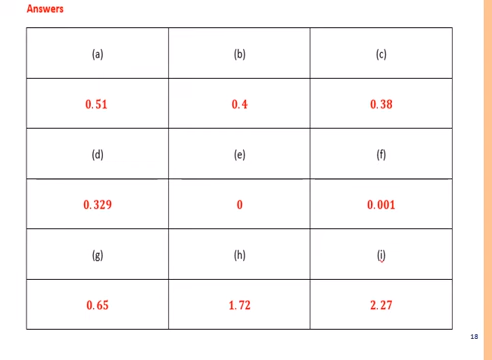 Answers
(a) (b) (c)
0.51 0.4 0.38
(d) (e) (f)
0.329 0 0.001
(g) (h) (i)
0.65 1.72 2.27
18